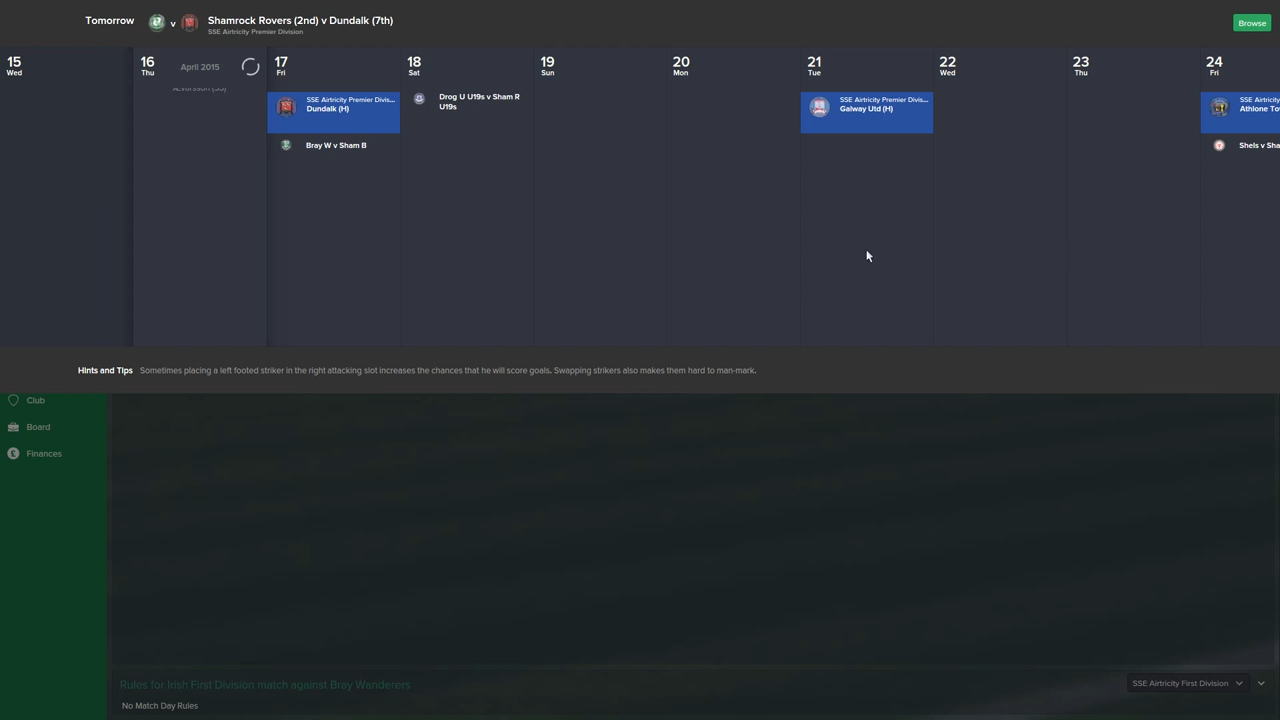 Tomorrow
v
Shamrock Rovers (2nd) v Dundalk (7th)
SSE Airtricity Premier Division
Browse
15
Wed
16
Thu
April 2015
17
Fri
18
Sat
19
Sun
20
Mon
21
Tue
22
Wed
23
Thu
24
Fri
SSE Airtricity Premier Divis...
Dundalk (H)
Bray W v Sham B
Drog U U19s v Sham R
U19s
SSE Airtricity Premier Divis...
Galway Utd (H)
SSE Airtricity
Athlone To
Shels v Sha
Hints and Tips
Sometimes placing a left footed striker in the right attacking slot increases the chances that he will score goals. Swapping strikers also makes them hard to man-mark.
Club
Board
Finances
Rules for Irish First Division match against Bray Wanderers
SSE Airtricity First Division
No Match Day Rules